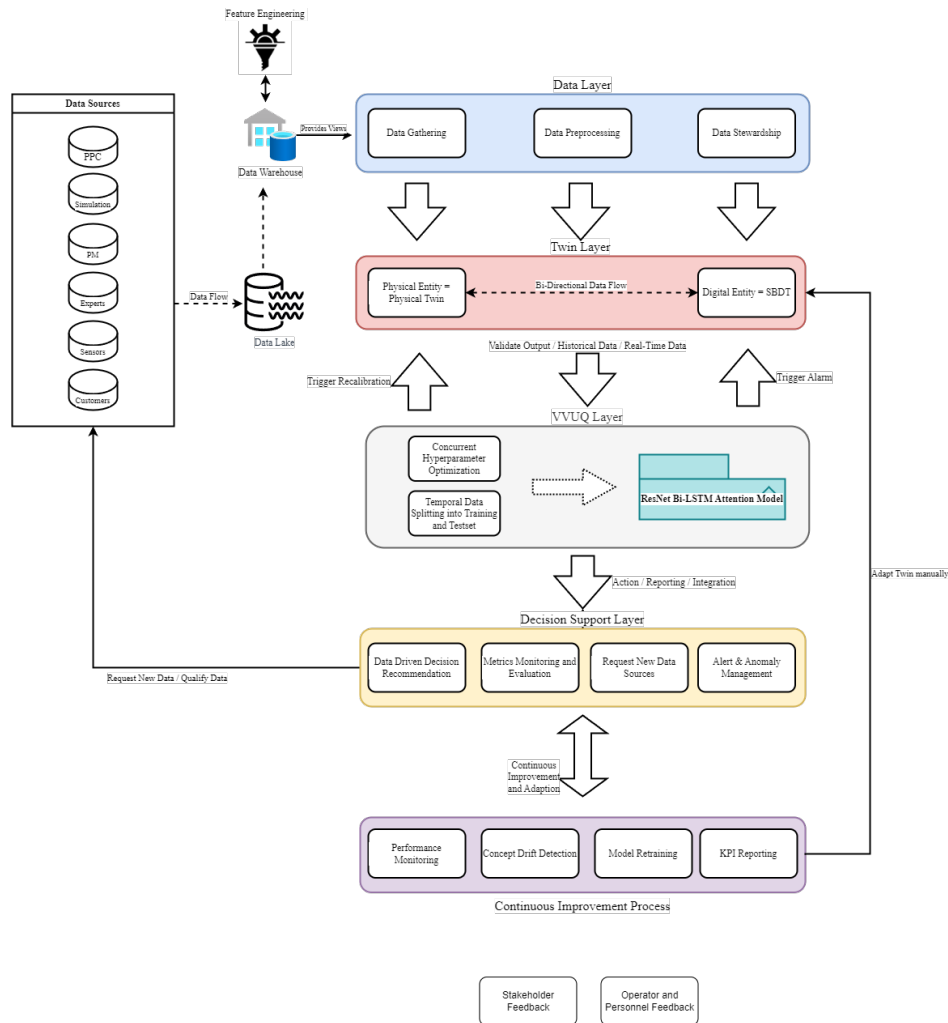 Feature Engineering
Data Sources
PPC
Simulation
PM
Experts
Sensors
Customers
Data Flow
Data Warehouse
Data Lake
Provides Views
Data Layer
Data Gathering
Data Preprocessing
Data Stewardship
Twin Layer
Physical Entity =
Physical Twin
Bi-Directional Data Flow
Digital Entity = SBDT
Validate Output / Historical Data / Real-Time Data
Trigger Recalibration
Trigger Alarm
VVUQ Layer
Concurrent
Hyperparameter
Optimization
Temporal Data
Splitting into Training
and Testset
ResNet Bi-LSTM Attention Model
Action / Reporting / Integration
Adapt Twin manually
Decision Support Layer
Data Driven Decision
Recommendation
Metrics Monitoring and
Evaluation
Request New Data
Sources
Alert & Anomaly
Management
Request New Data / Qualify Data
Continuous
Improvement
and Adaption
Performance
Monitoring
Concept Drift Detection
Model Retraining
KPI Reporting
Continuous Improvement Process
Stakeholder
Feedback
Operator and
Personnel Feedback